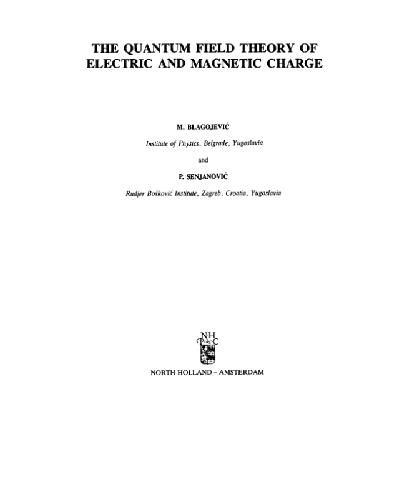 THE QUANTUM FIELD THEORY OF
ELECTRIC AND MAGNETIC CHARGE
M. BLAGOJEVIĆ
Institute of Physics, Belgrade, Yugoslavia
and
P. SENJANOVIĆ
Rudjer Bošković Institute, Zagreb, Croatia, Yugoslavia
NH
NORTH HOLLAND – AMSTERDAM